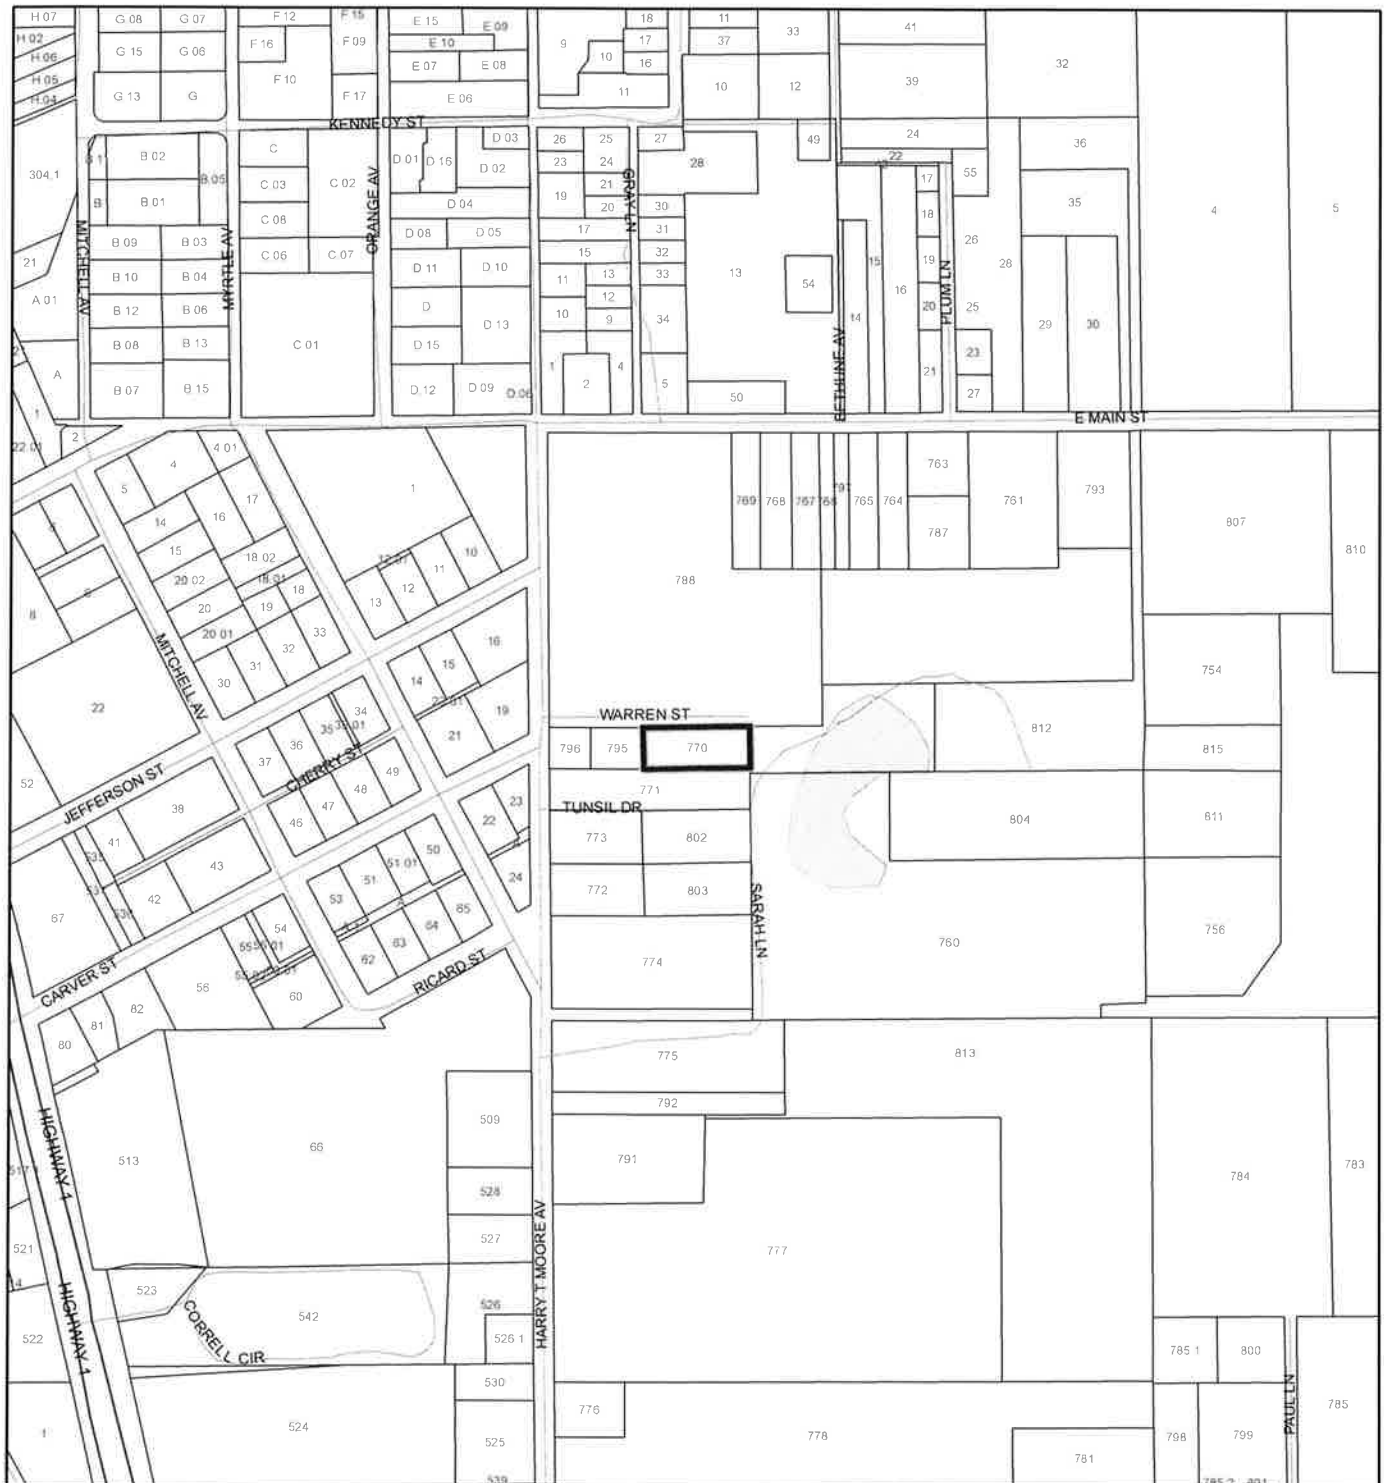 H 07 G 08 G 07 F 12 F 15 E 15 E 09 18 11 33 41
H 02 G 15 G 06 F 16 F 09 E 10 9 10 17 37 32
H 06 E 07 E 08 16 10 12 39
H 05 G 13 G F 10 F 17 E 06 11
H 04
KENNEDY ST
B 02 C D 01 D 16 D 03 26 25 27 28 49 24 36
304.1 B 05 C 03 C 02 D 02 23 24 22 55
B B 01 C 08 D 04 19 21 20 30 17 35 4 5
MITCHELL AV
MYRTLE AV
ORANGE AV
GRAY LN
BETHUNE AV
PLUM LN
21 B 09 B 03 C 06 C 07 D 08 D 05 17 31 18 26
A 01 B 10 B 04 D 11 D 10 15 32 13 54 15 16 19 28
B 12 B 06 D 11 13 33 14 20 25
B 08 B 13 C 01 D 13 12 34 29 30
A B 07 B 15 D 15 10 9 23
1 D 12 D 09 D 06 1 2 4 5 50 21 27
E MAIN ST
22.01 2
4 4 01 1 769 768 767 765 764 763 761 793 807 810
5 17 787
14 16
15 18 02 10
20 02 18.01 11 788
20 19 18 13 12
20 01 33
8 31 32 16
30 15 754
MITCHELL AV
22 34 14 19 812
35 WARREN ST
36 21 796 795 770 815
37 CHERRY ST 49
52 48 771
JEFFERSON ST
38 47 23 TUNSIL DR
46 22 773 802 804 811
41 43 50
51 01 24 772 803
42 53 51
67 54 65 SARAH LN 760 756
64
CARVER ST
56 62 63 774
RICARD ST
82 60
81
80 775 813
792
HIGHWAY 1
513 66 509 791 784 783
528
527 HARRY T MOORE AV 777
521
523 542 526
522 HIGHWAY 1
CORRELL CIR
526 1 785 1 800
530
524 776 PAUL LN 785
1 525 778 781 798 799
539